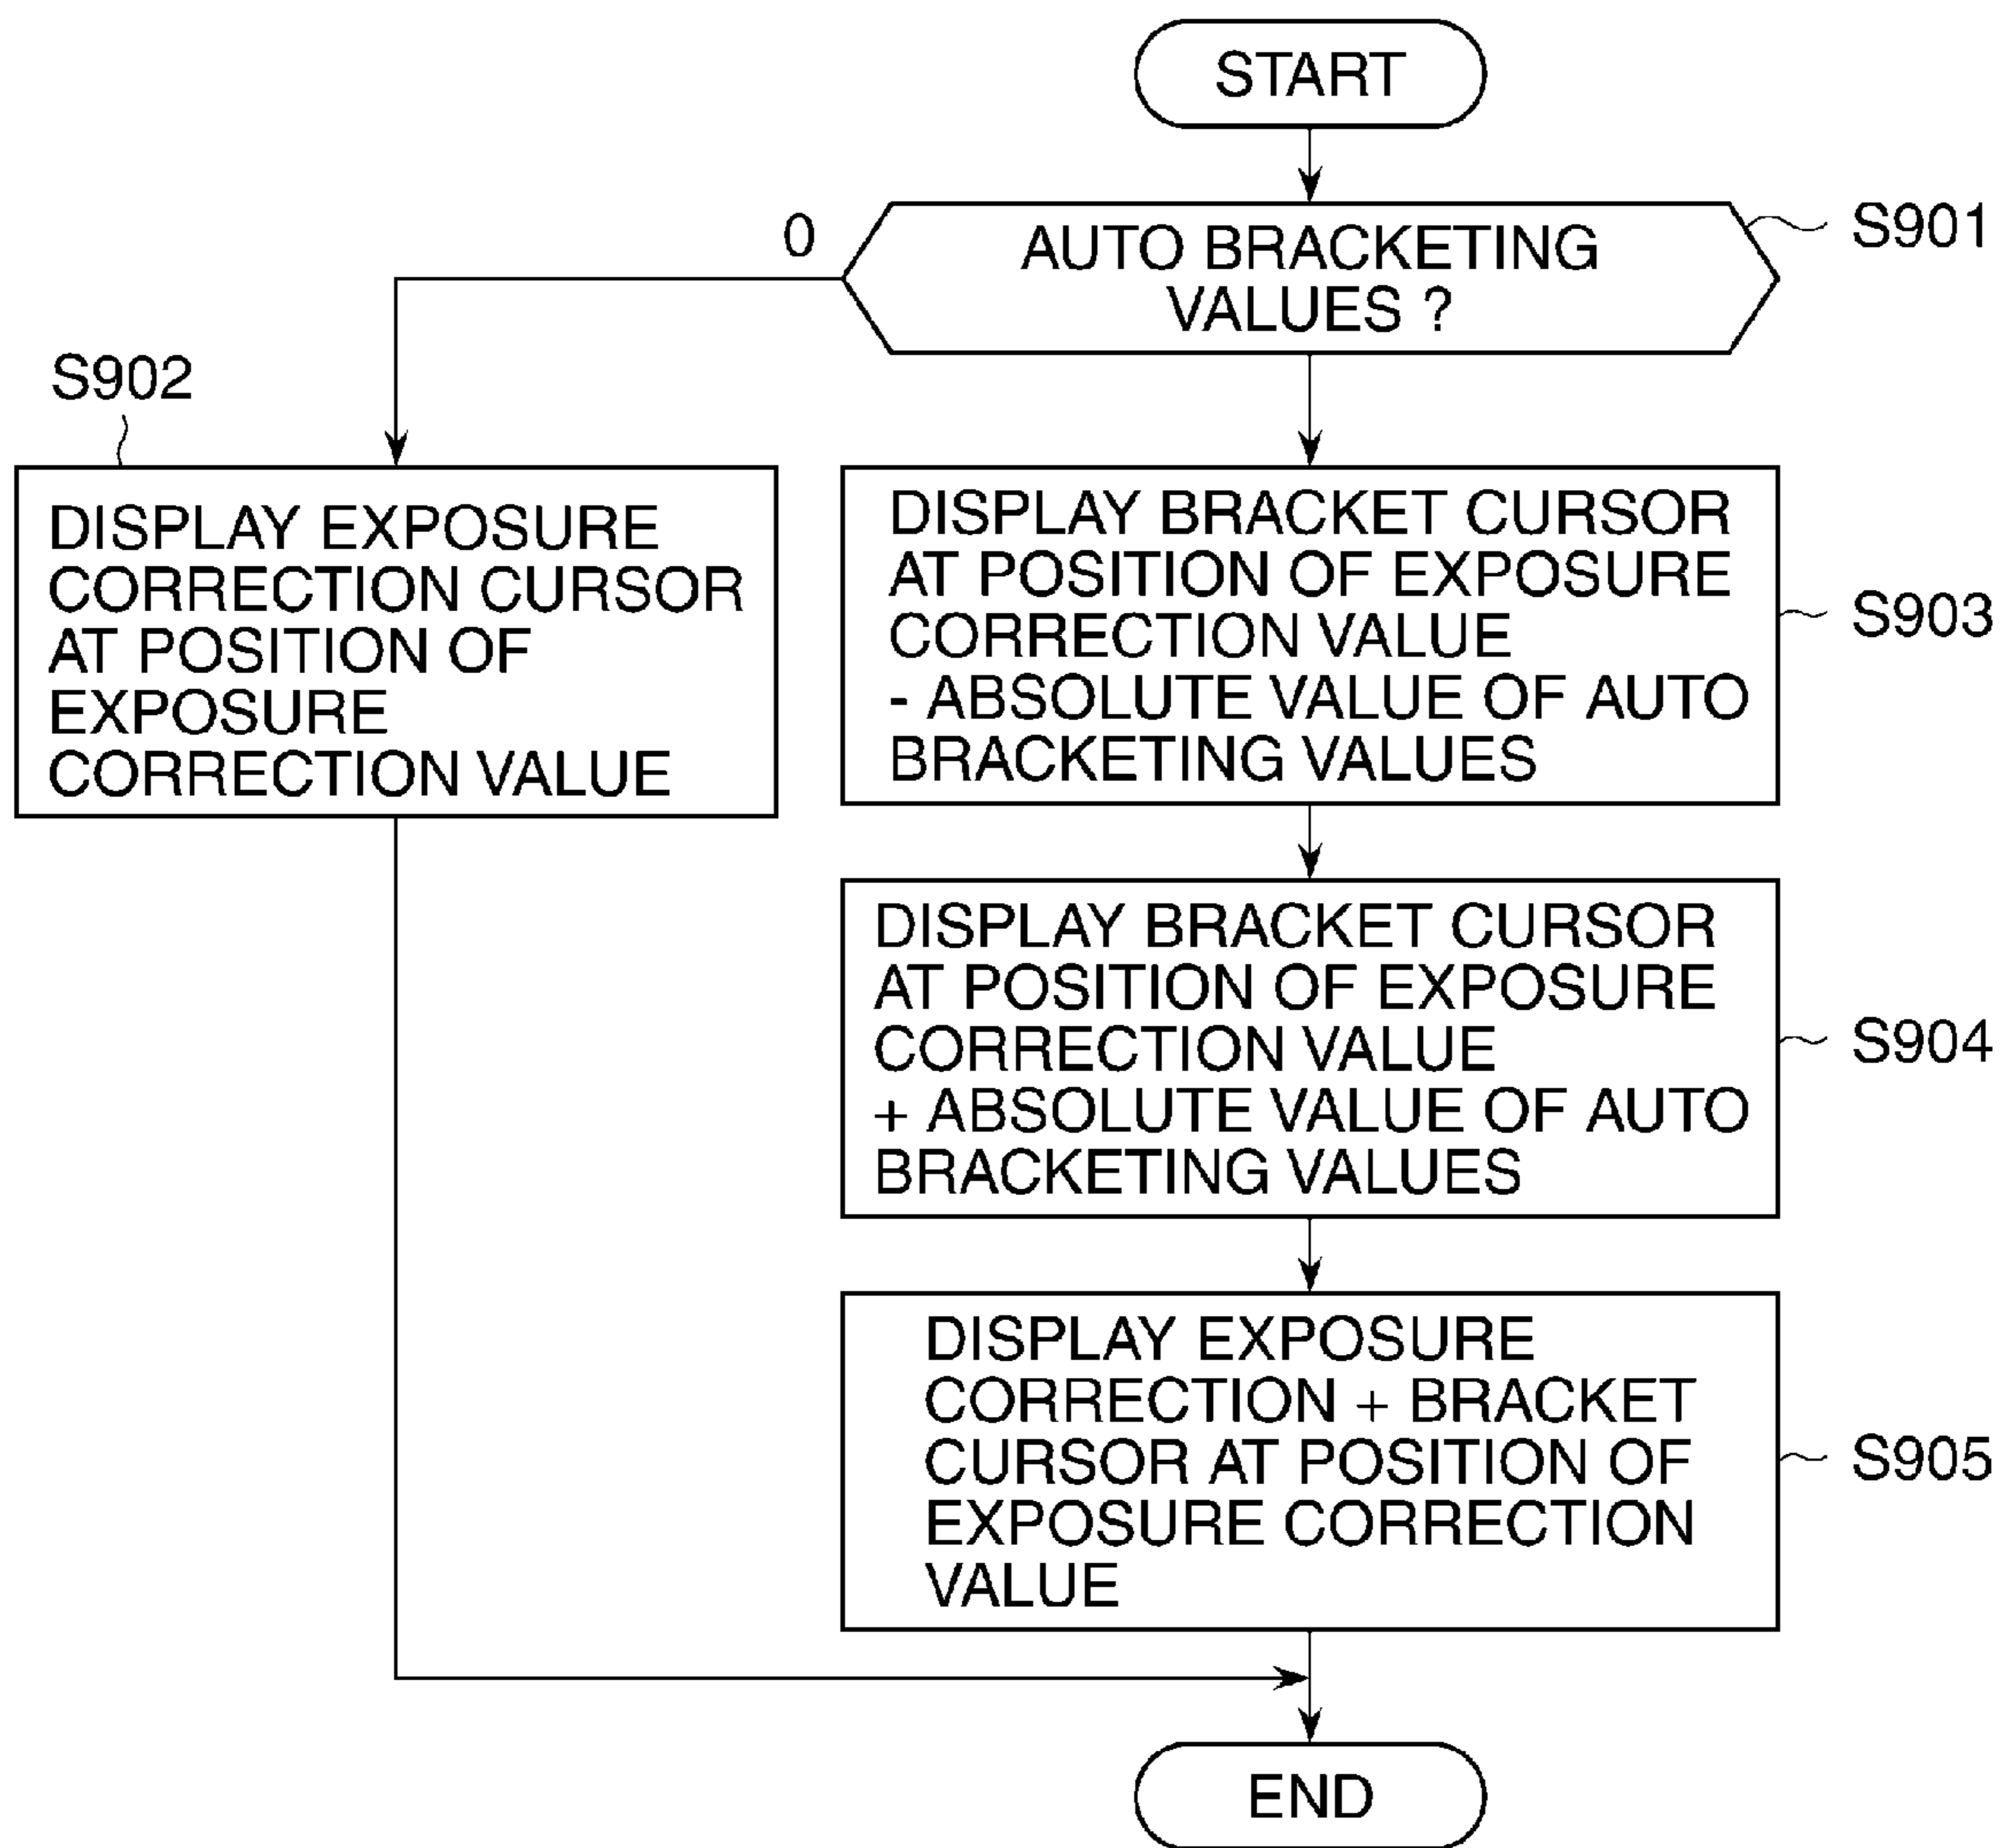 START
0
AUTO BRACKETING
VALUES ?
S901
S902
DISPLAY EXPOSURE
CORRECTION CURSOR
AT POSITION OF
EXPOSURE
CORRECTION VALUE
DISPLAY BRACKET CURSOR
AT POSITION OF EXPOSURE
CORRECTION VALUE
- ABSOLUTE VALUE OF AUTO
BRACKETING VALUES
S903
DISPLAY BRACKET CURSOR
AT POSITION OF EXPOSURE
CORRECTION VALUE
+ ABSOLUTE VALUE OF AUTO
BRACKETING VALUES
S904
DISPLAY EXPOSURE
CORRECTION + BRACKET
CURSOR AT POSITION OF
EXPOSURE CORRECTION
VALUE
S905
END